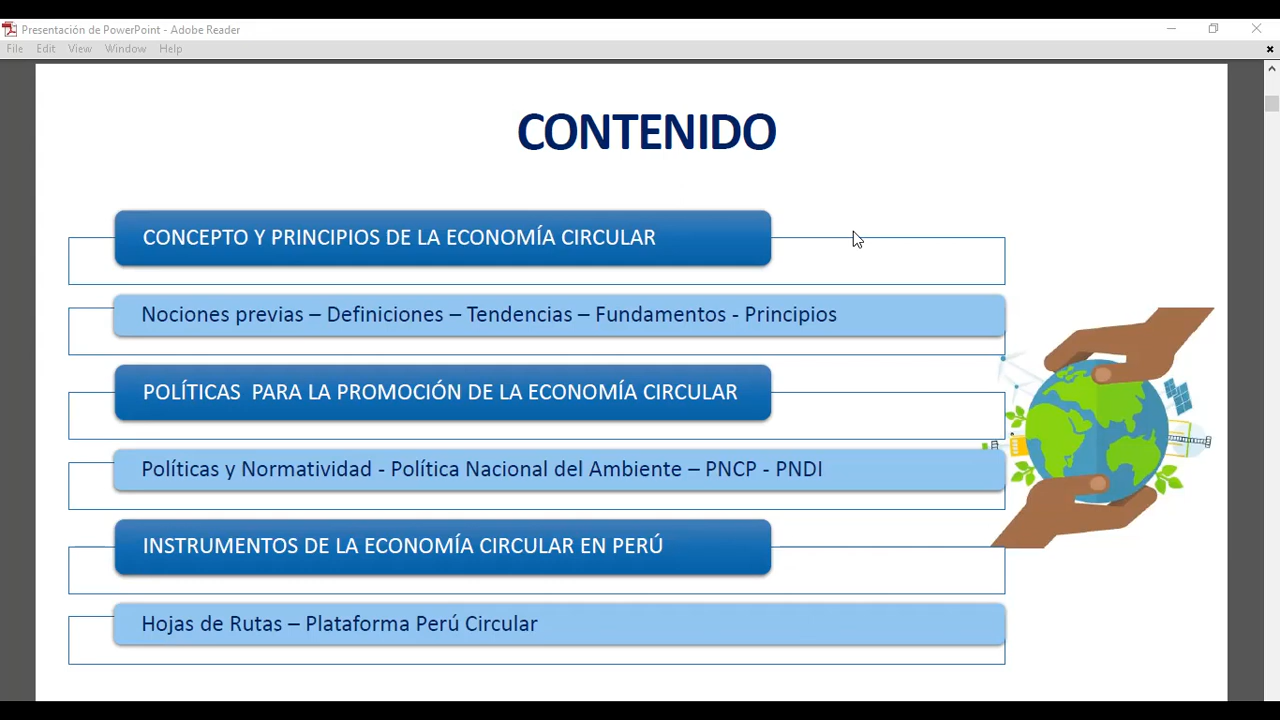 Presentación de PowerPoint - Adobe Reader
File Edit View Window Help
CONTENIDO
CONCEPTO Y PRINCIPIOS DE LA ECONOMÍA CIRCULAR
Nociones previas – Definiciones – Tendencias – Fundamentos - Principios
POLÍTICAS PARA LA PROMOCIÓN DE LA ECONOMÍA CIRCULAR
Políticas y Normatividad - Política Nacional del Ambiente – PNCP - PNDI
INSTRUMENTOS DE LA ECONOMÍA CIRCULAR EN PERÚ
Hojas de Rutas – Plataforma Perú Circular